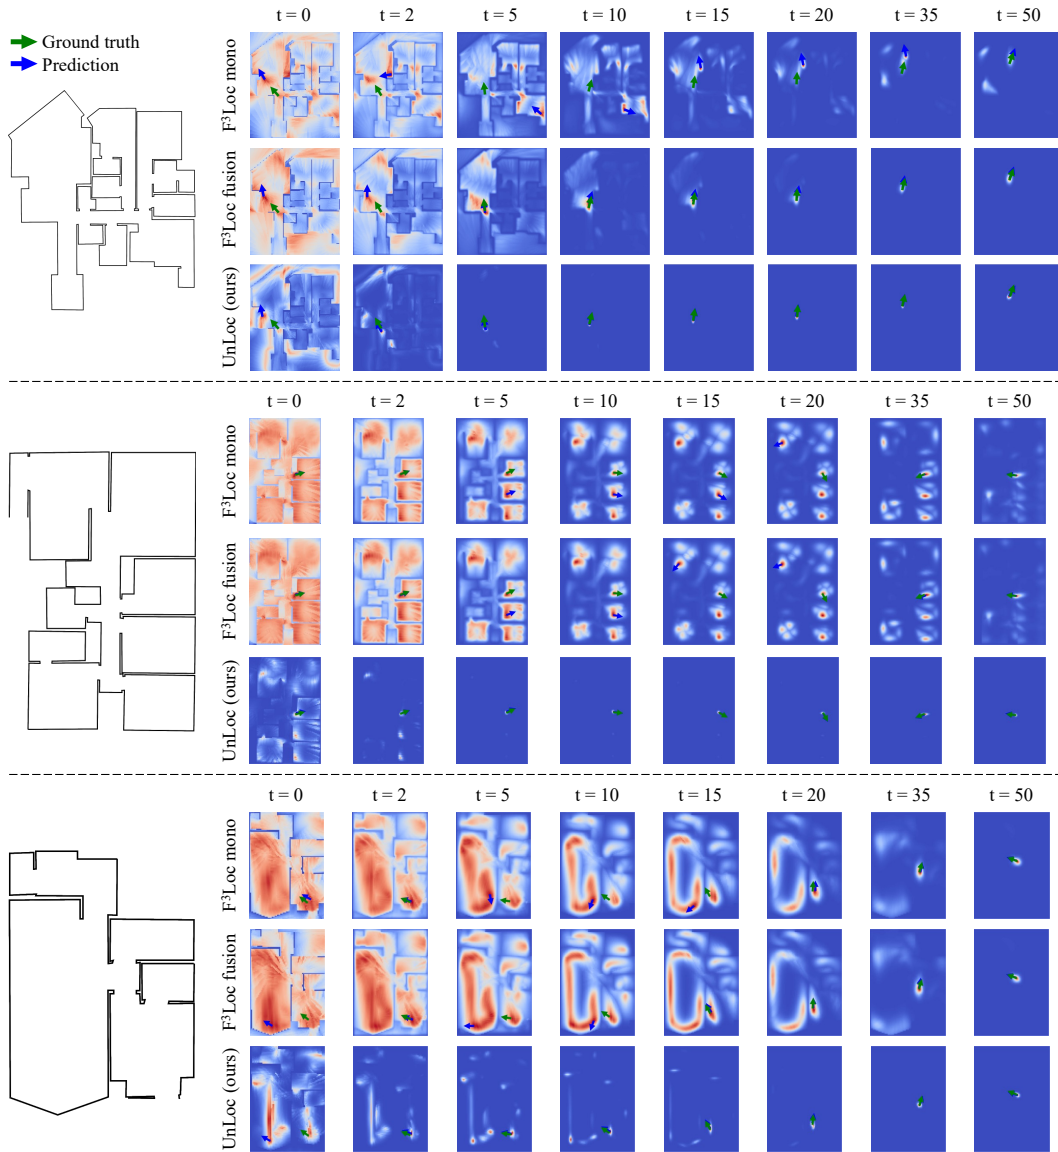 Ground truth
Prediction
t = 0 t = 2 t = 5 t = 10 t = 15 t = 20 t = 35 t = 50
F³Loc mono
F³Loc fusion
UnLoc (ours)
t = 0 t = 2 t = 5 t = 10 t = 15 t = 20 t = 35 t = 50
F³Loc mono
F³Loc fusion
UnLoc (ours)
t = 0 t = 2 t = 5 t = 10 t = 15 t = 20 t = 35 t = 50
F³Loc mono
F³Loc fusion
UnLoc (ours)